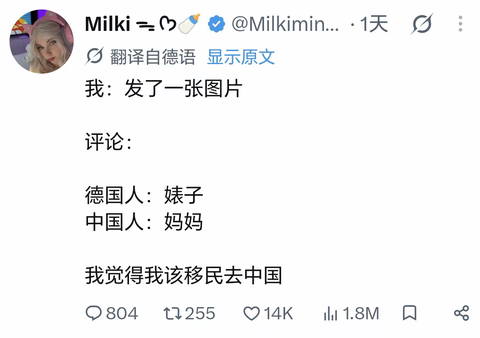 Milki ᯓ ᡣ𐭩🍼 @Milkimin... · 1天
翻译自德语 显示原文
我：发了一张图片
评论：
德国人：婊子
中国人：妈妈
我觉得我该移民去中国
804 255 14K 1.8M